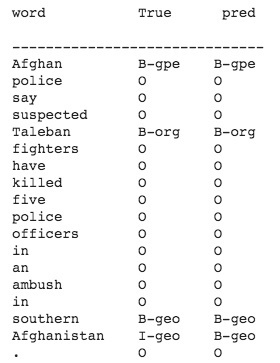 word True pred
------------------------------
Afghan B-gpe B-gpe
police O O
say O O
suspected O O
Taleban B-org B-org
fighters O O
have O O
killed O O
five O O
police O O
officers O O
in O O
an O O
ambush O O
in O O
southern B-geo B-geo
Afghanistan I-geo B-geo
. O O